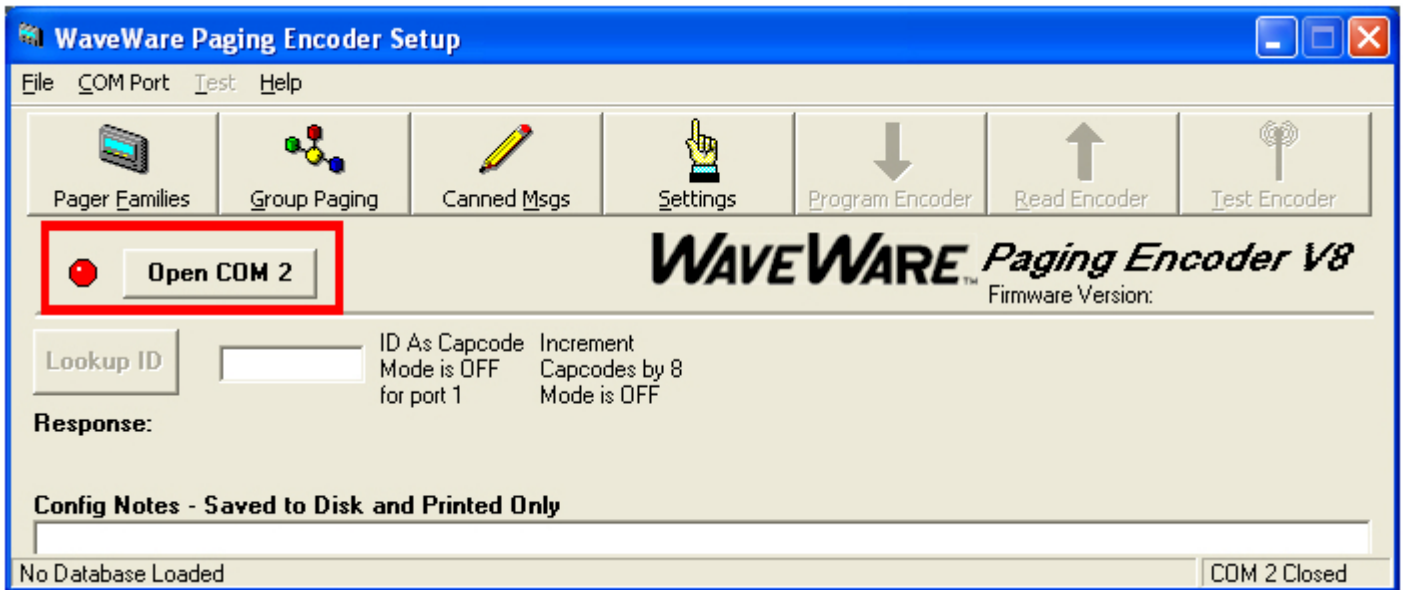 WaveWare Paging Encoder Setup
File COM Port Test Help
Pager Families Group Paging Canned Msgs Settings Program Encoder Read Encoder Test Encoder
Open COM 2
WAVEWARE™ Paging Encoder V8
Firmware Version:
Lookup ID
ID As Capcode
Mode is OFF
for port 1
Increment
Capcodes by 8
Mode is OFF
Response:
Config Notes - Saved to Disk and Printed Only
No Database Loaded COM 2 Closed